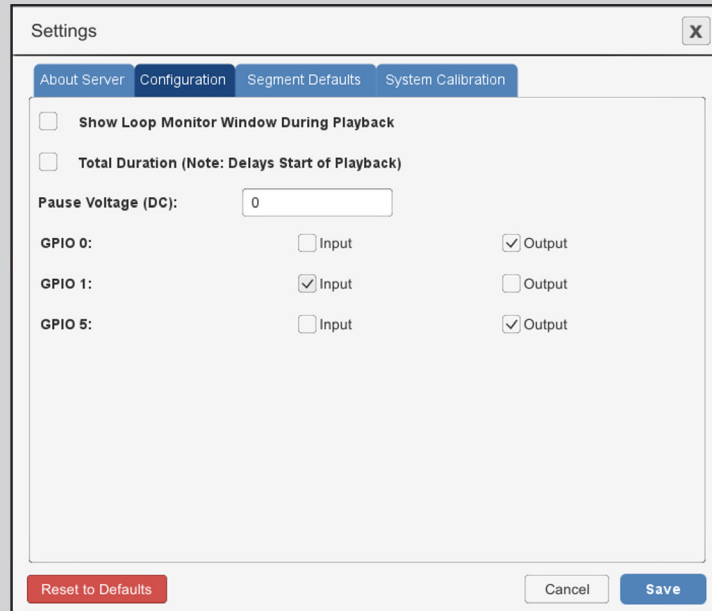 Settings
X
About Server Configuration Segment Defaults System Calibration
Show Loop Monitor Window During Playback
Total Duration (Note: Delays Start of Playback)
Pause Voltage (DC): 0
GPIO 0: Input Output
GPIO 1: Input Output
GPIO 5: Input Output
Reset to Defaults Cancel Save